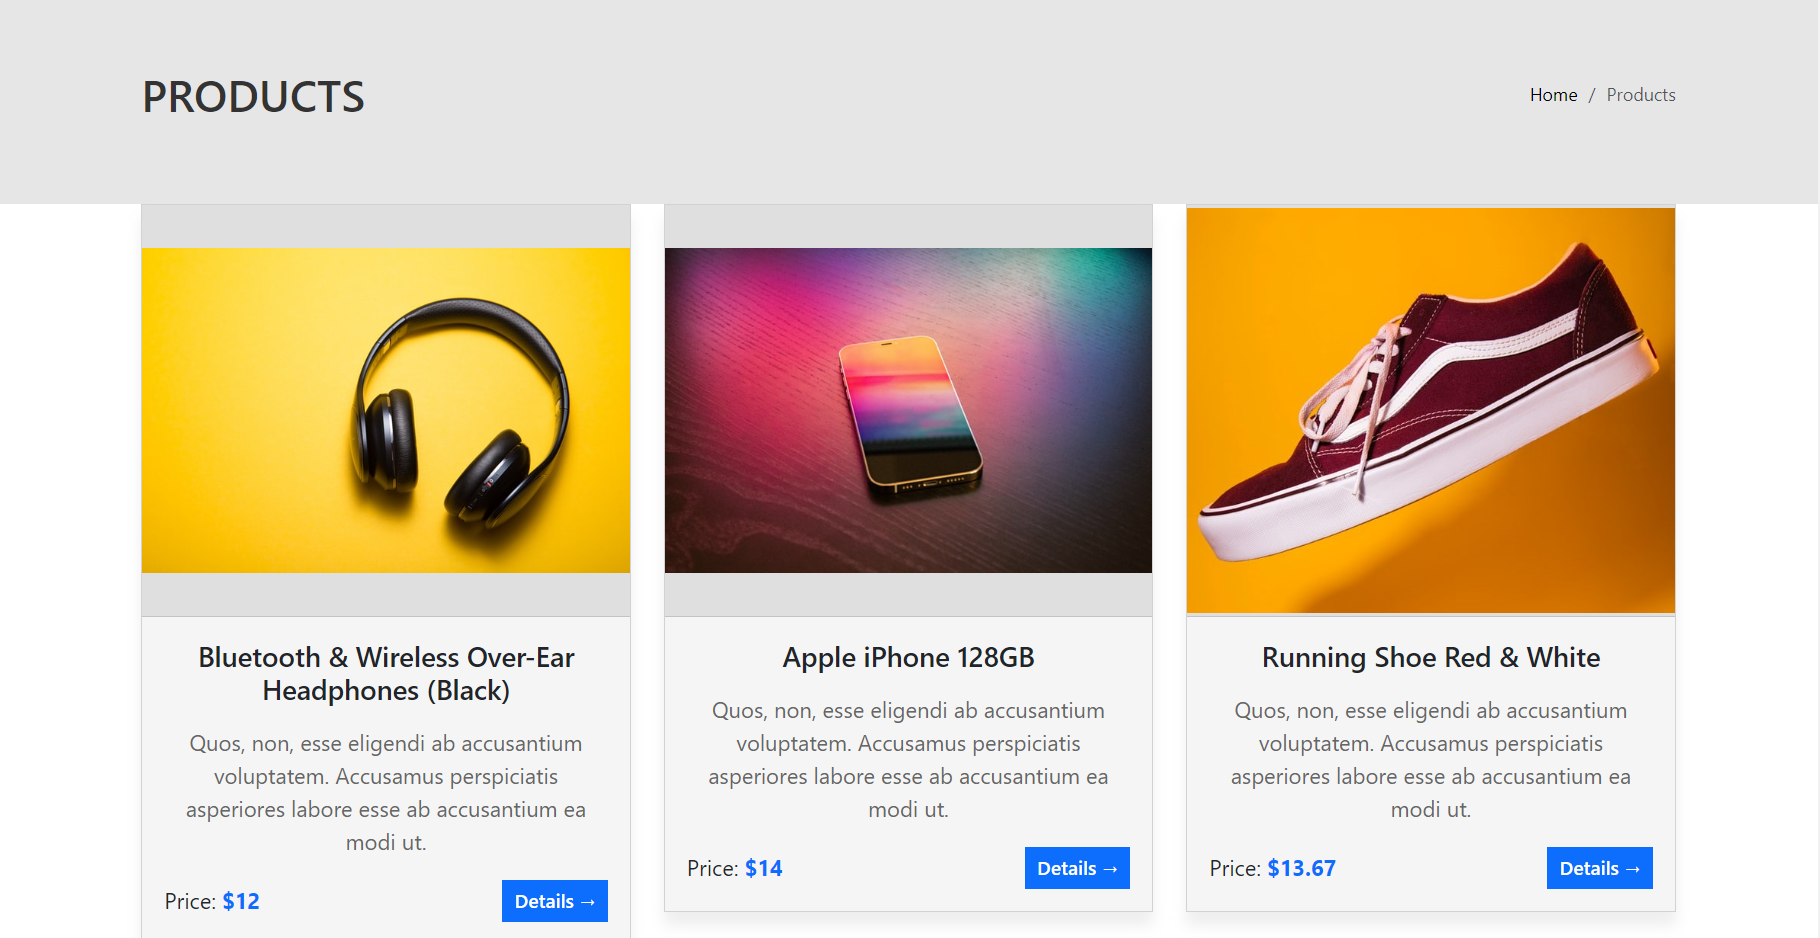 PRODUCTS
Home / Products
Bluetooth & Wireless Over-Ear
Headphones (Black)
Quos, non, esse eligendi ab accusantium
voluptatem. Accusamus perspiciatis
asperiores labore esse ab accusantium ea
modi ut.
Price: $12
Details →
Apple iPhone 128GB
Quos, non, esse eligendi ab accusantium
voluptatem. Accusamus perspiciatis
asperiores labore esse ab accusantium ea
modi ut.
Price: $14
Details →
Running Shoe Red & White
Quos, non, esse eligendi ab accusantium
voluptatem. Accusamus perspiciatis
asperiores labore esse ab accusantium ea
modi ut.
Price: $13.67
Details →